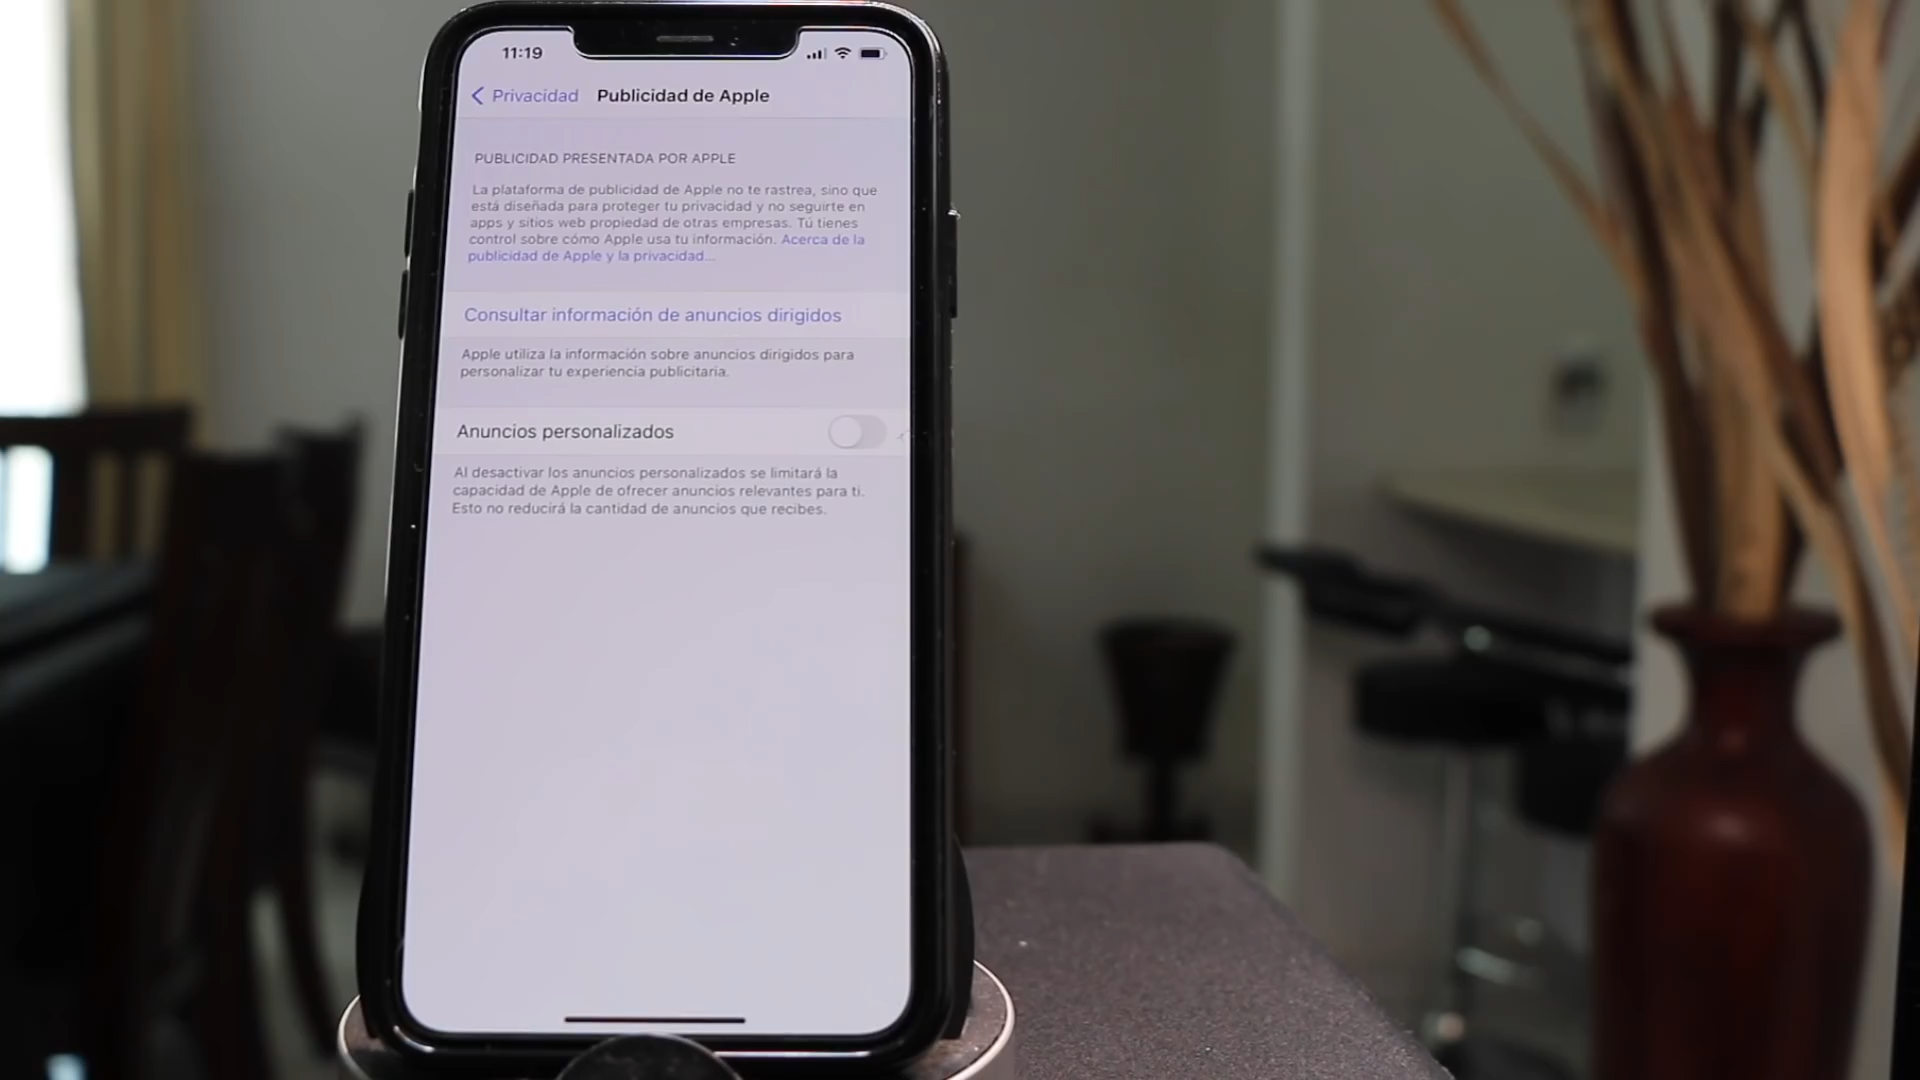 11:19
Privacidad Publicidad de Apple
PUBLICIDAD PRESENTADA POR APPLE
La plataforma de publicidad de Apple no te rastrea, sino que
está diseñada para proteger tu privacidad y no seguirte en
apps y sitios web propiedad de otras empresas. Tú tienes
control sobre cómo Apple usa tu información. Acerca de la
publicidad de Apple y la privacidad...
Consultar información de anuncios dirigidos
Apple utiliza la información sobre anuncios dirigidos para
personalizar tu experiencia publicitaria.
Anuncios personalizados
Al desactivar los anuncios personalizados se limitará la
capacidad de Apple de ofrecer anuncios relevantes para ti.
Esto no reducirá la cantidad de anuncios que recibes.